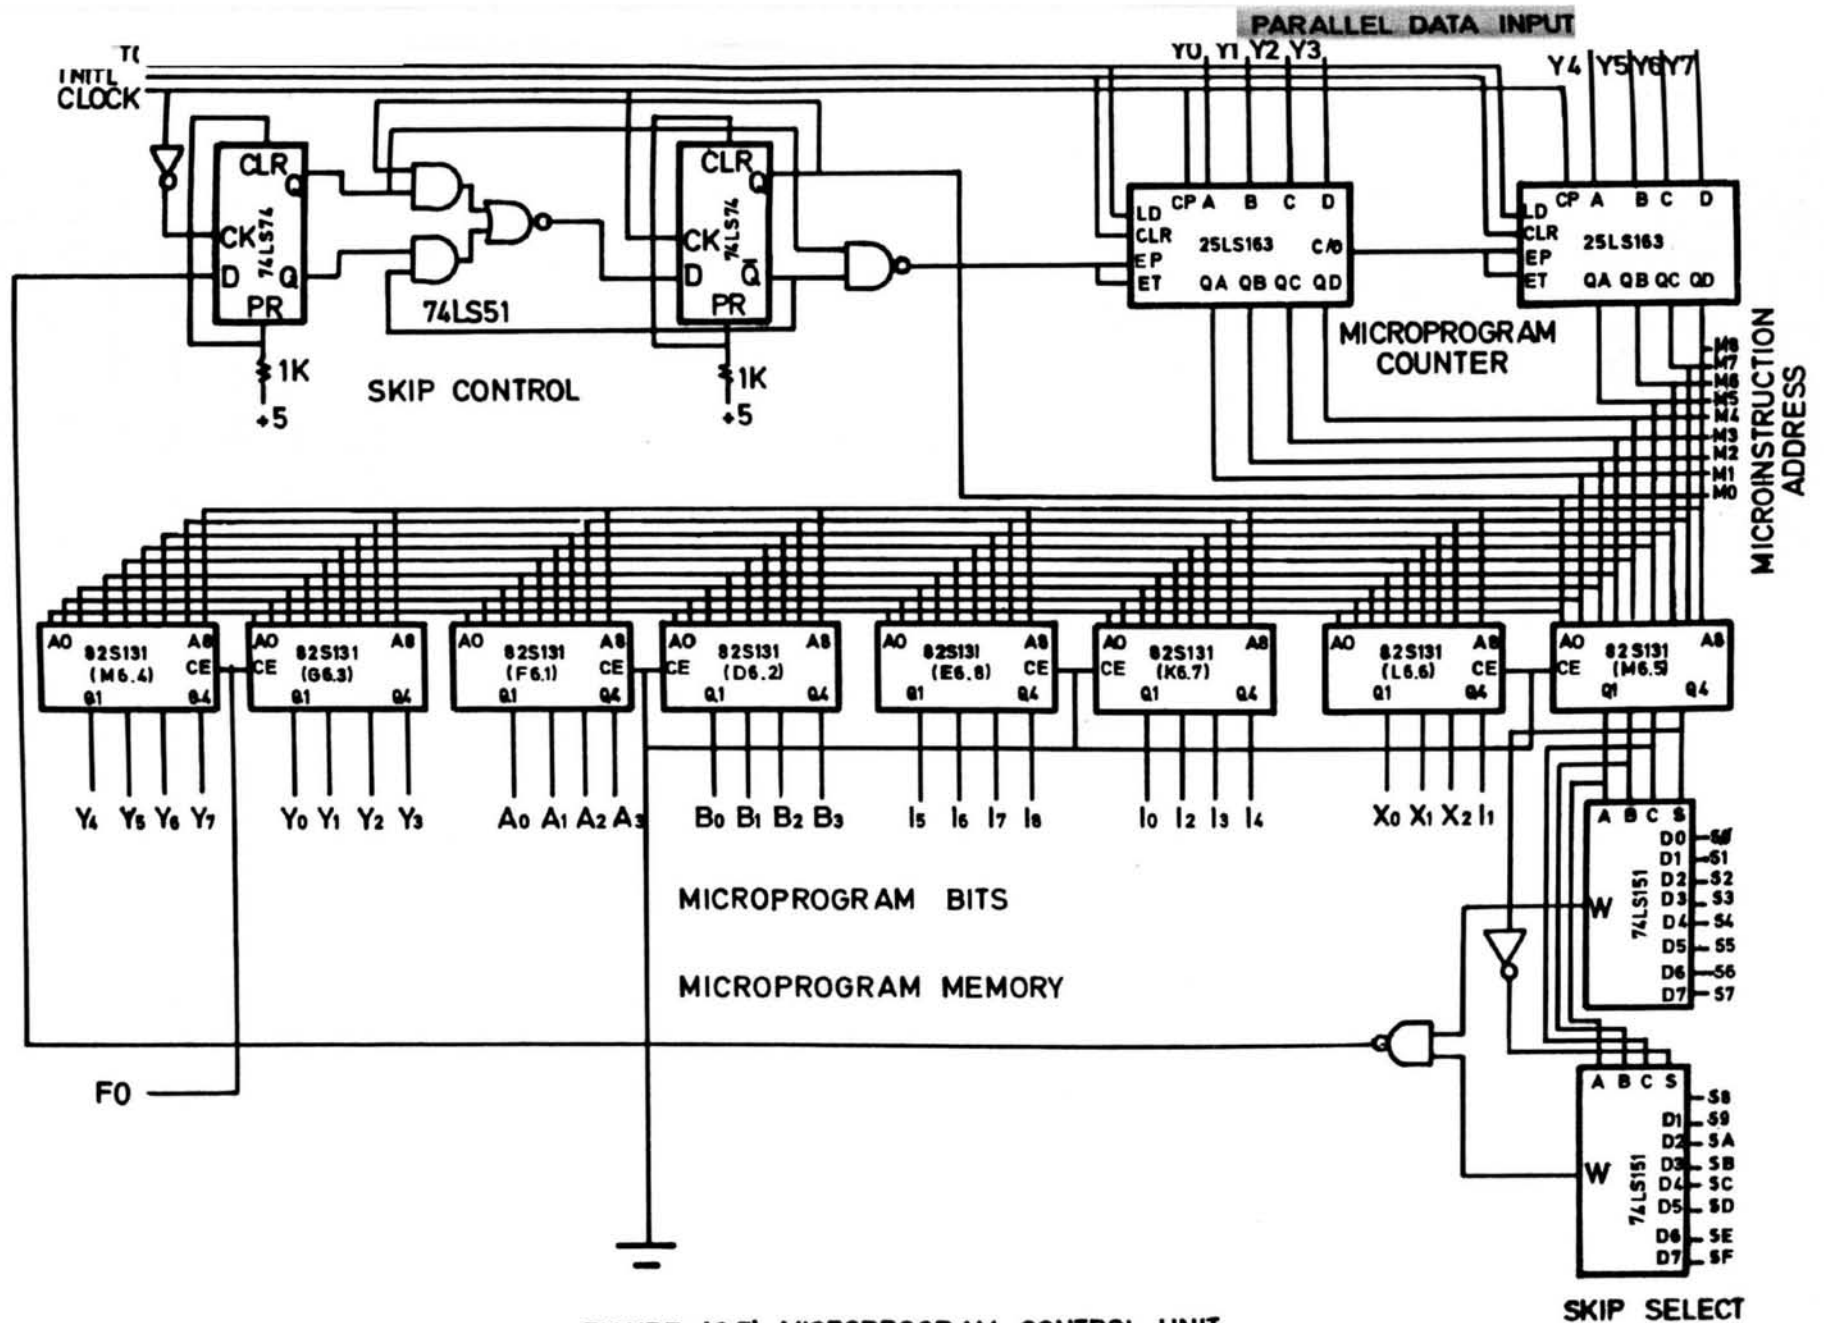 PARALLEL DATA INPUT
Y0 Y1 Y2 Y3
Y4 Y5 Y6 Y7
INITL
CLOCK
CLR
Q
CK
74LS74
D
Q
PR
1K
+5
74LS51
SKIP CONTROL
CLR
Q
CK
74LS74
D
Q̅
PR
1K
+5
CP A B C D
LD
CLR
25LS163
C/O
EP
ET
QA QB QC QD
CP A B C D
LD
CLR
25LS163
EP
ET
QA QB QC QD
MICROPROGRAM
COUNTER
M8
M7
M6
M5
M4
M3
M2
M1
M0
MICROINSTRUCTION
ADDRESS
A0 82S131 A8
(M6.4) CE
Q1 Q4
A0 82S131 A8
CE (G6.3)
Q1 Q4
A0 82S131 A8
(F6.1) CE
Q1 Q4
A0 82S131 A8
CE (D6.2)
Q1 Q4
A0 82S131 A8
(E6.8) CE
Q1 Q4
A0 82S131 A8
CE (K6.7)
Q1 Q4
A0 82S131 A8
(L6.6) CE
Q1 Q4
A0 82S131 A8
CE (M6.5)
Q1 Q4
Y4 Y5 Y6 Y7
Y0 Y1 Y2 Y3
A0 A1 A2 A3
B0 B1 B2 B3
I5 I6 I7 I8
I0 I2 I3 I4
X0 X1 X2 I1
A B C S
D0
D1 S1
D2 S2
D3 S3
D4 S4
D5 S5
D6 S6
D7 S7
W
74LS151
MICROPROGRAM BITS
MICROPROGRAM MEMORY
F0
A B C S
S8
D1 S9
D2 SA
D3 SB
D4 SC
D5 SD
D6 SE
D7 SF
W
74LS151
SKIP SELECT
MICROPROGRAM CONTROL UNIT